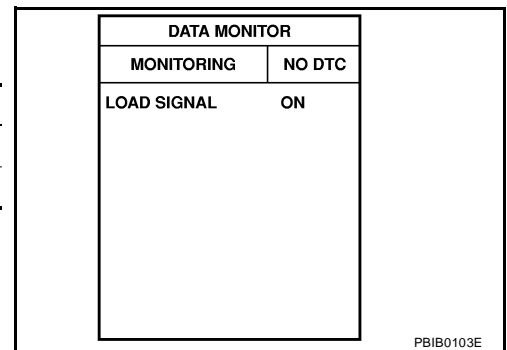 DATA MONITOR
MONITORING NO DTC
LOAD SIGNAL ON
PBIB0103E